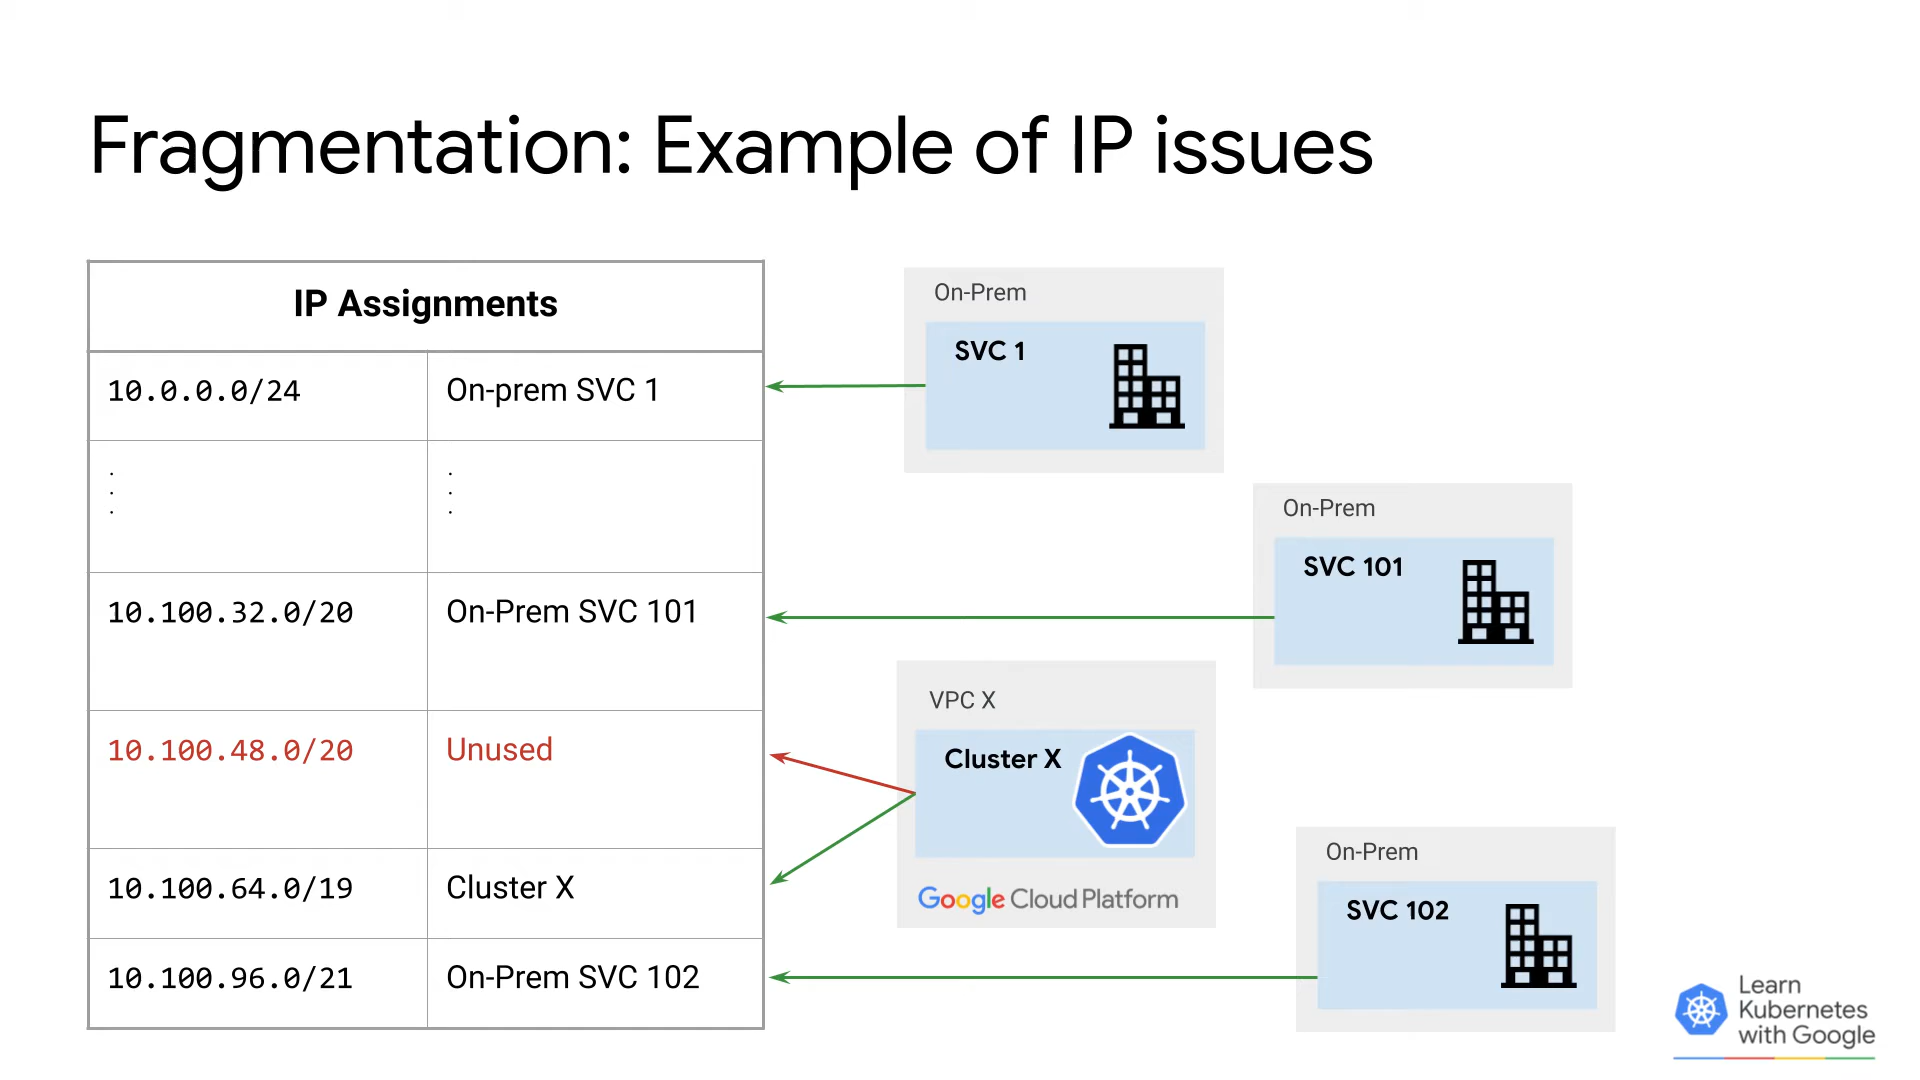 Fragmentation: Example of IP issues
IP Assignments
10.0.0.0/24 On-prem SVC 1
. .
. .
. .
10.100.32.0/20 On-Prem SVC 101
10.100.48.0/20 Unused
10.100.64.0/19 Cluster X
10.100.96.0/21 On-Prem SVC 102
On-Prem
SVC 1
On-Prem
SVC 101
VPC X
Cluster X
Google Cloud Platform
On-Prem
SVC 102
Learn
Kubernetes
with Google